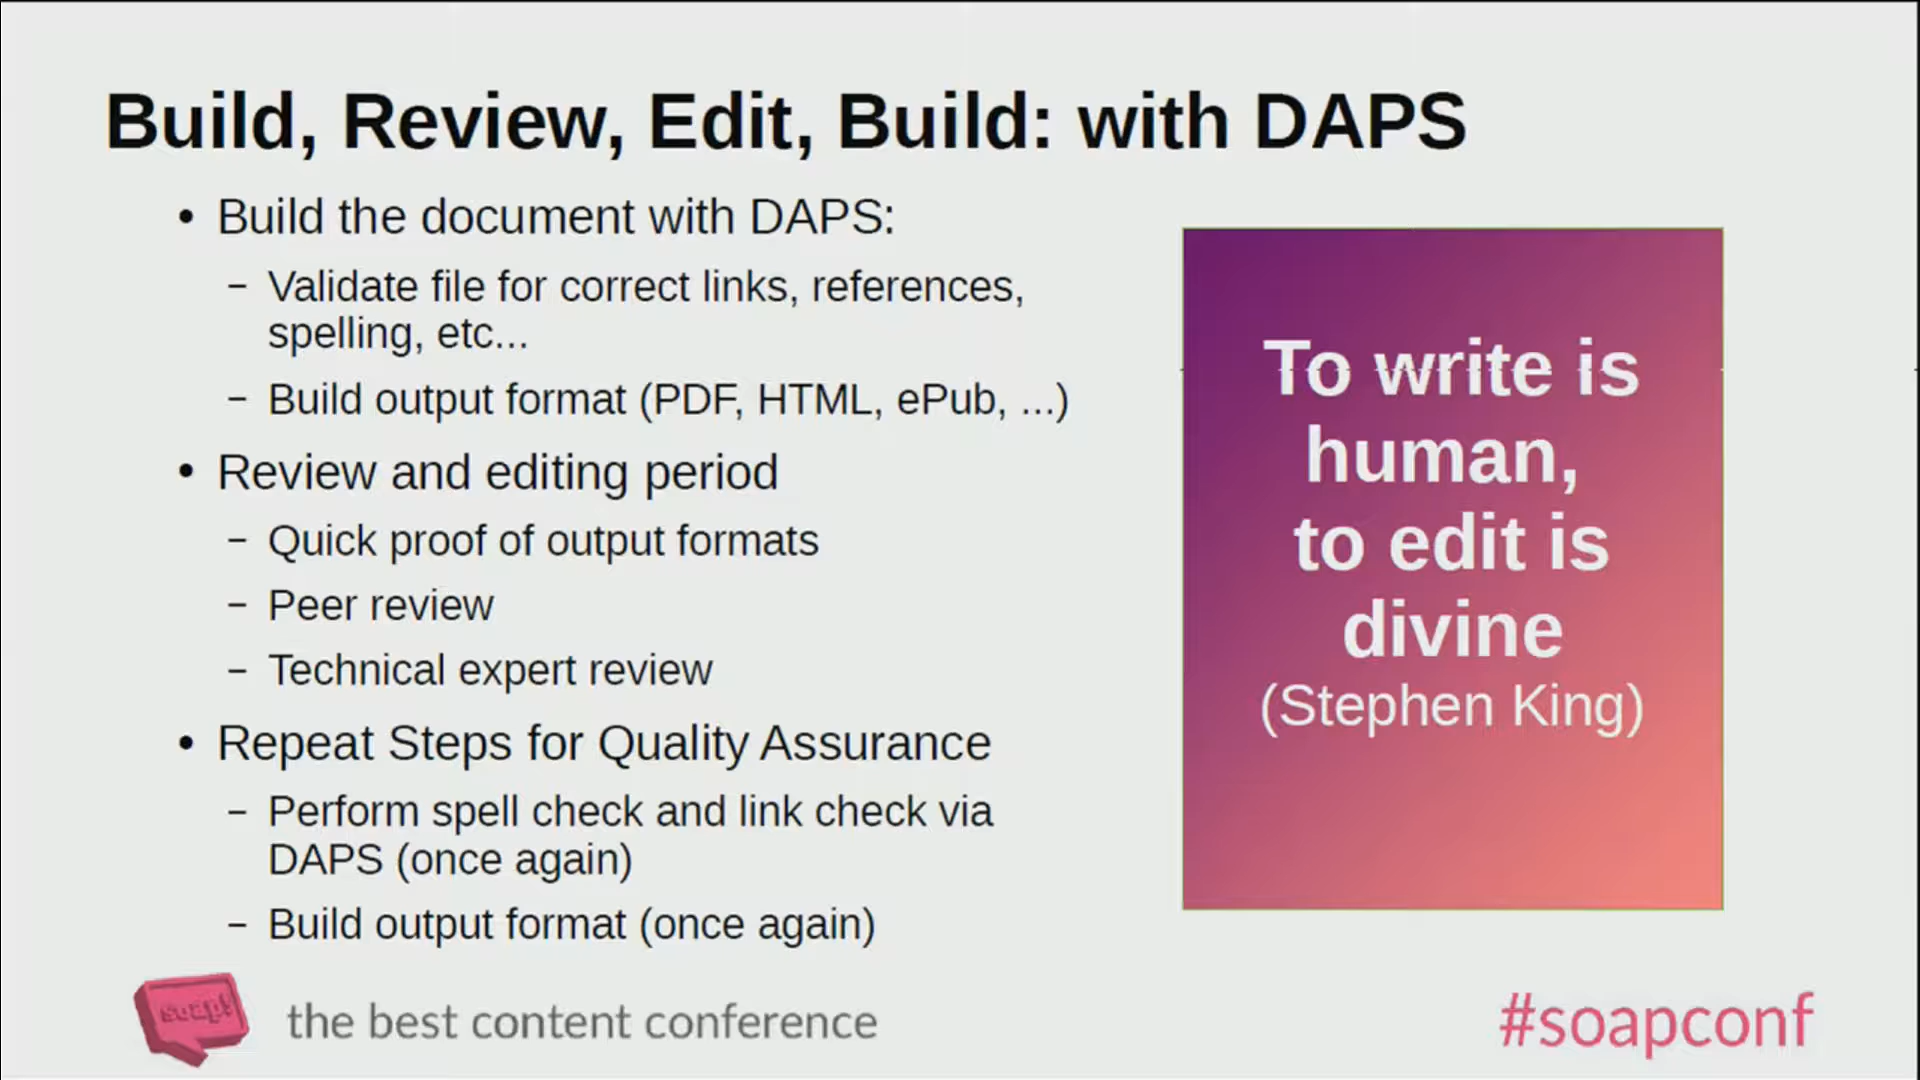 Build, Review, Edit, Build: with DAPS
• Build the document with DAPS:
– Validate file for correct links, references,
spelling, etc...
– Build output format (PDF, HTML, ePub, ...)
• Review and editing period
– Quick proof of output formats
– Peer review
– Technical expert review
• Repeat Steps for Quality Assurance
– Perform spell check and link check via
DAPS (once again)
– Build output format (once again)
To write is
human,
to edit is
divine
(Stephen King)
soap!
the best content conference
#soapconf